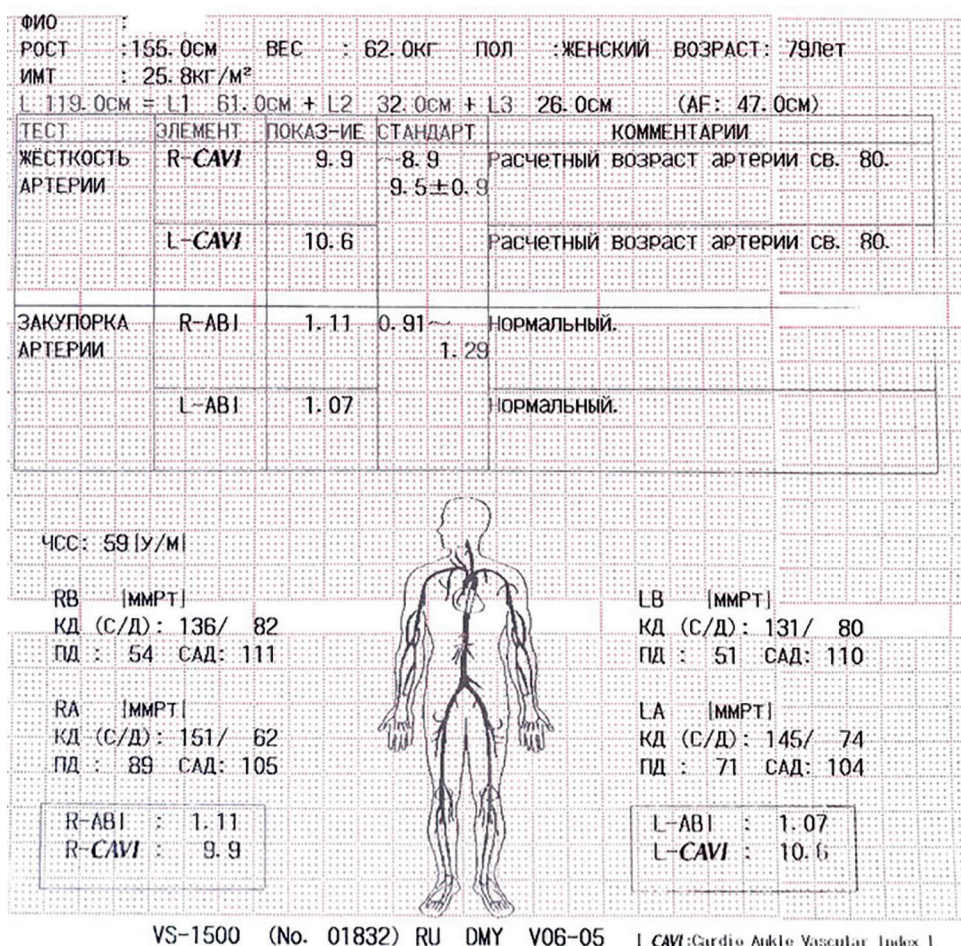 ФИО :
РОСТ :155.0СМ ВЕС : 62.0КГ ПОЛ :ЖЕНСКИЙ ВОЗРАСТ: 79Лет
ИМТ : 25.8КГ/М²
L 119.0СМ = L1 61.0СМ + L2 32.0СМ + L3 26.0СМ (AF: 47.0СМ)
ТЕСТ ЭЛЕМЕНТ ПОКАЗ-ИЕ СТАНДАРТ КОММЕНТАРИИ
ЖЁСТКОСТЬ R-CAVI 9.9 ~8.9 Расчетный возраст артерии св. 80.
АРТЕРИИ 9.5±0.9
L-CAVI 10.6 Расчетный возраст артерии св. 80.
ЗАКУПОРКА R-ABI 1.11 0.91~ Нормальный.
АРТЕРИИ 1.29
L-ABI 1.07 Нормальный.
ЧСС: 59|У/М|
RB |ММРТ|
КД (С/Д): 136/ 82
ПД : 54 САД: 111
LB |ММРТ|
КД (С/Д): 131/ 80
ПД : 51 САД: 110
RA |ММРТ|
КД (С/Д): 151/ 62
ПД : 89 САД: 105
LA |ММРТ|
КД (С/Д): 145/ 74
ПД : 71 САД: 104
R-ABI : 1.11
R-CAVI : 9.9
L-ABI : 1.07
L-CAVI : 10.6
VS-1500 (No. 01832) RU DMY V06-05 [ CAVI:Cardio Ankle Vascular Index ]